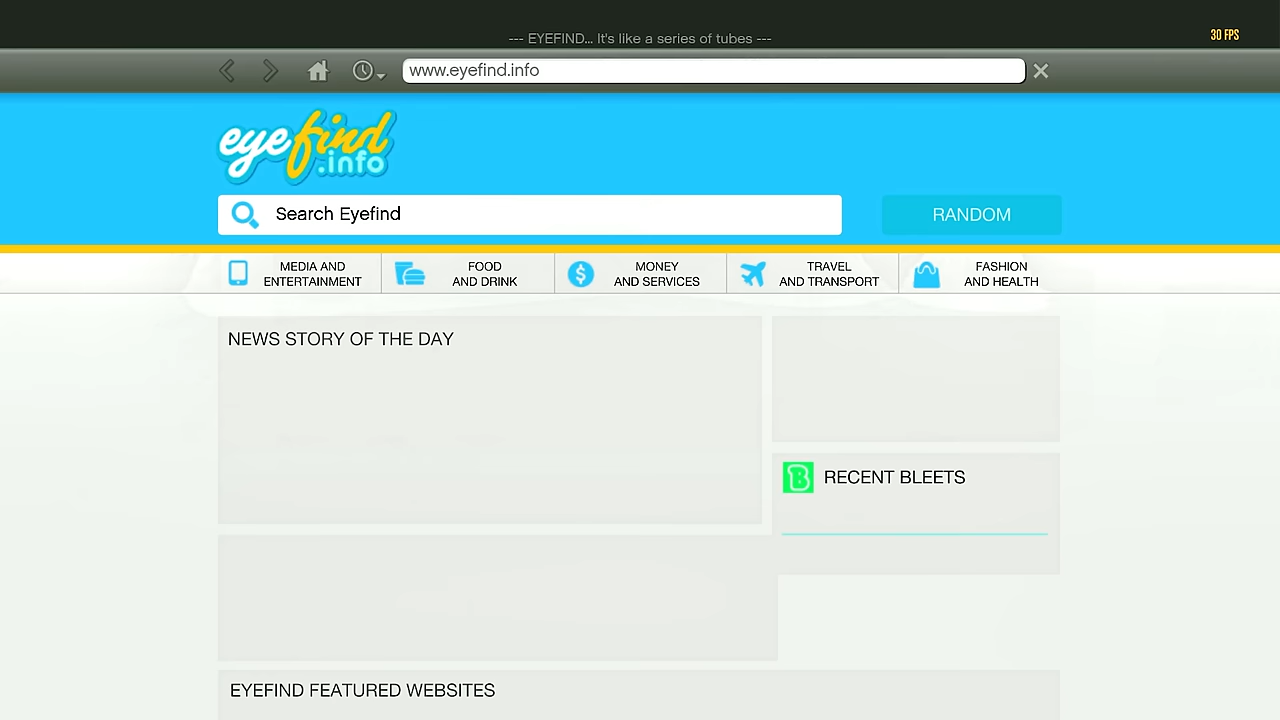 --- EYEFIND... It's like a series of tubes ---
30 FPS
www.eyefind.info
eyefind
.info
Search Eyefind
RANDOM
MEDIA AND
ENTERTAINMENT
FOOD
AND DRINK
MONEY
AND SERVICES
TRAVEL
AND TRANSPORT
FASHION
AND HEALTH
NEWS STORY OF THE DAY
B RECENT BLEETS
EYEFIND FEATURED WEBSITES